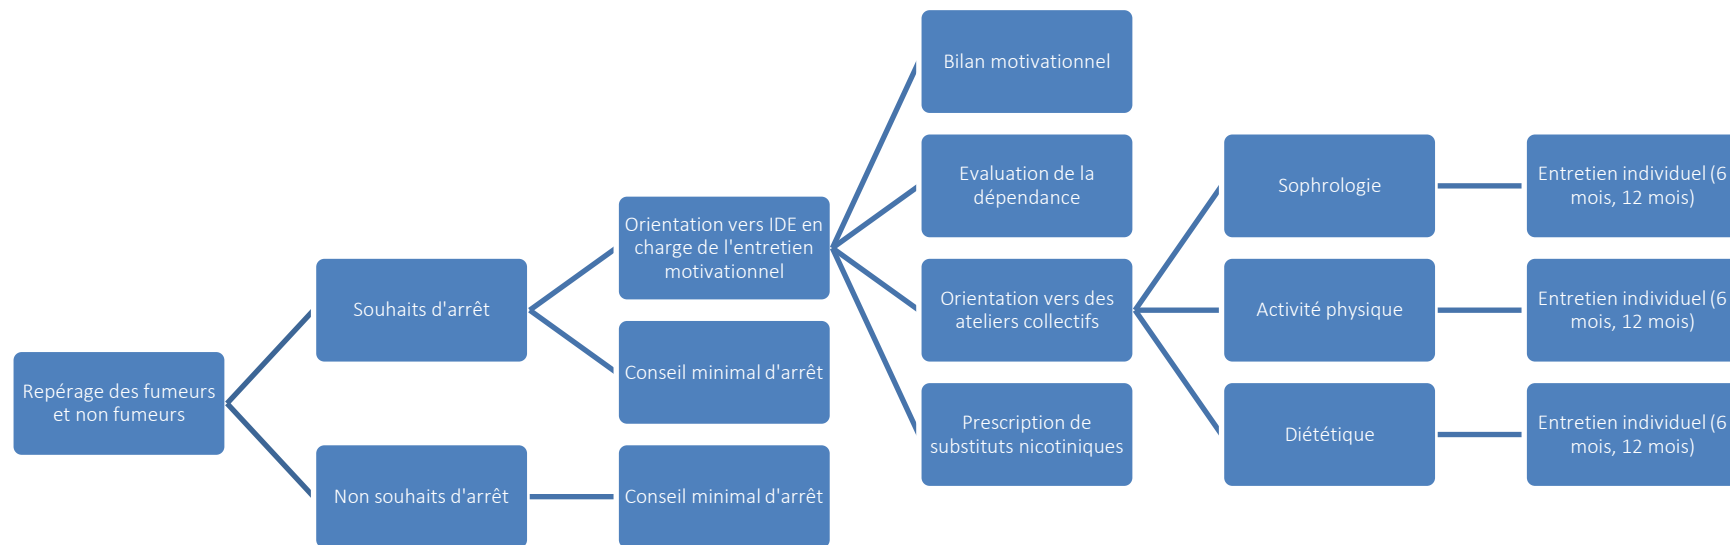 Repérage des fumeurs
et non fumeurs
Souhaits d'arrêt
Non souhaits d'arrêt
Orientation vers IDE en
charge de l'entretien
motivationnel
Conseil minimal d'arrêt
Conseil minimal d'arrêt
Bilan motivationnel
Evaluation de la
dépendance
Orientation vers des
ateliers collectifs
Prescription de
substituts nicotiniques
Sophrologie
Activité physique
Diététique
Entretien individuel (6
mois, 12 mois)
Entretien individuel (6
mois, 12 mois)
Entretien individuel (6
mois, 12 mois)